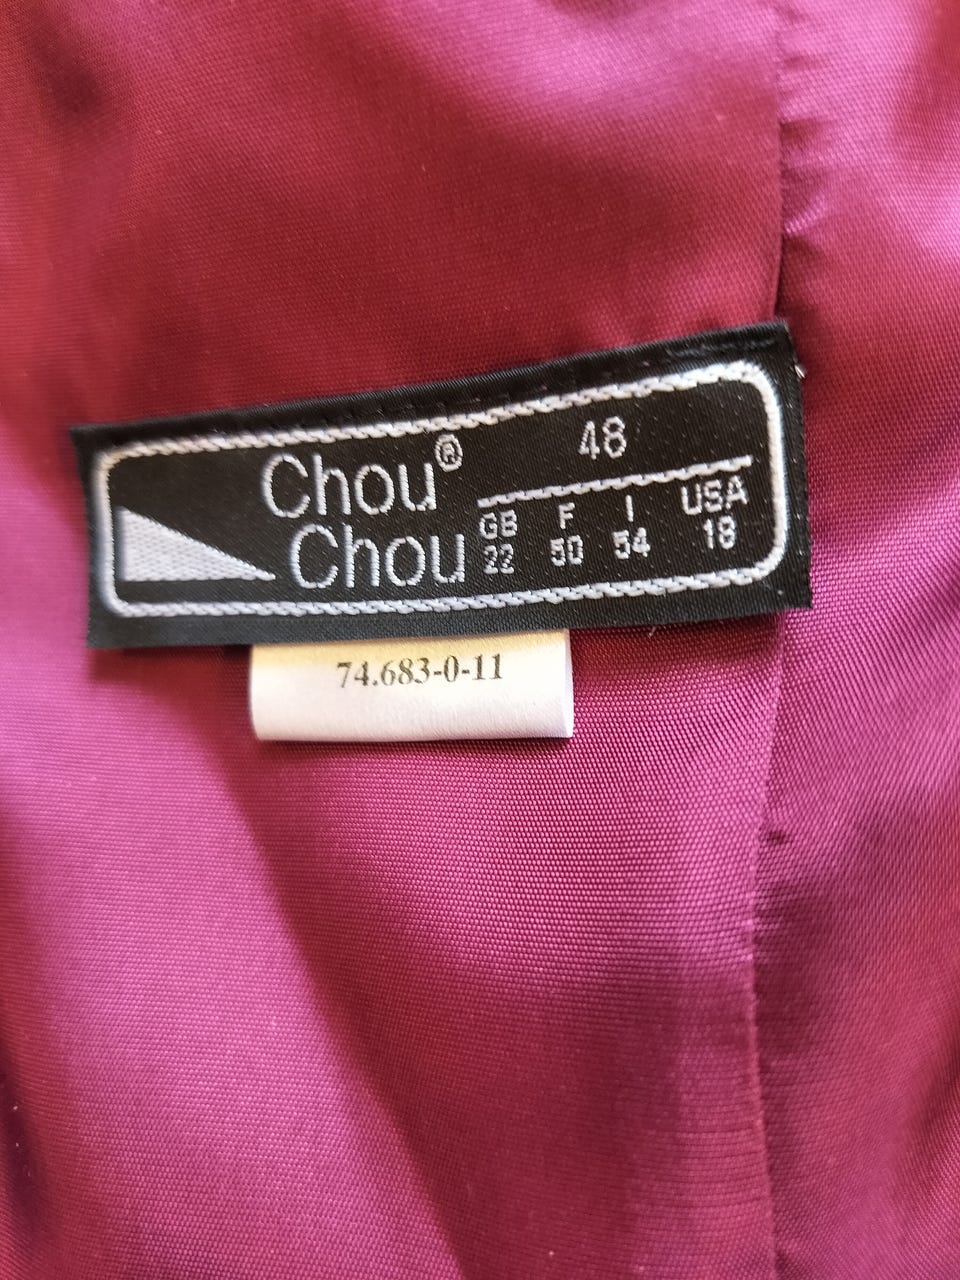 Chou®
Chou
48
GB F I USA
22 50 54 18
74.683-0-11